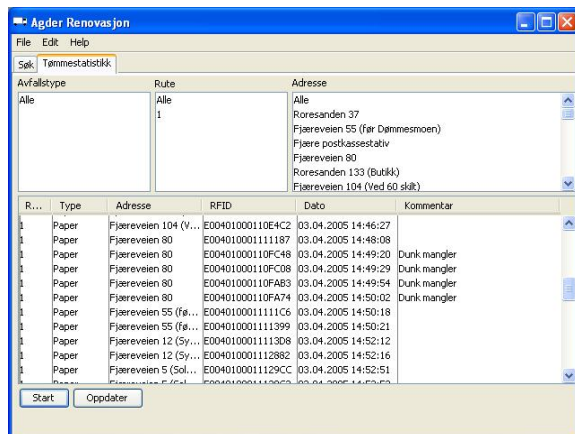 Agder Renovasjon
File Edit Help
Søk Tømmestatistikk
Avfallstype Rute Adresse
Alle Alle Alle
1 Roresanden 37
Fjæreveien 55 (før Dømmesmoen)
Fjære postkassestativ
Fjæreveien 80
Roresanden 133 (Butikk)
Fjæreveien 104 (Ved 60 skilt)
R... Type Adresse RFID Dato Kommentar
1 Paper Fjæreveien 104 (V... E00401000110E4C2 03.04.2005 14:46:27
1 Paper Fjæreveien 80 E004010001111187 03.04.2005 14:48:08
1 Paper Fjæreveien 80 E00401000110FC48 03.04.2005 14:49:20 Dunk mangler
1 Paper Fjæreveien 80 E00401000110FC08 03.04.2005 14:49:29 Dunk mangler
1 Paper Fjæreveien 80 E00401000110FAB3 03.04.2005 14:49:54 Dunk mangler
1 Paper Fjæreveien 80 E00401000110FA74 03.04.2005 14:50:02 Dunk mangler
1 Paper Fjæreveien 55 (fø... E0040100011111C6 03.04.2005 14:50:18
1 Paper Fjæreveien 55 (fø... E004010001111399 03.04.2005 14:50:21
1 Paper Fjæreveien 12 (Sy... E0040100011113D8 03.04.2005 14:52:12
1 Paper Fjæreveien 12 (Sy... E004010001112882 03.04.2005 14:52:16
1 Paper Fjæreveien 5 (Sol... E0040100011129CC 03.04.2005 14:52:51
Start Oppdater